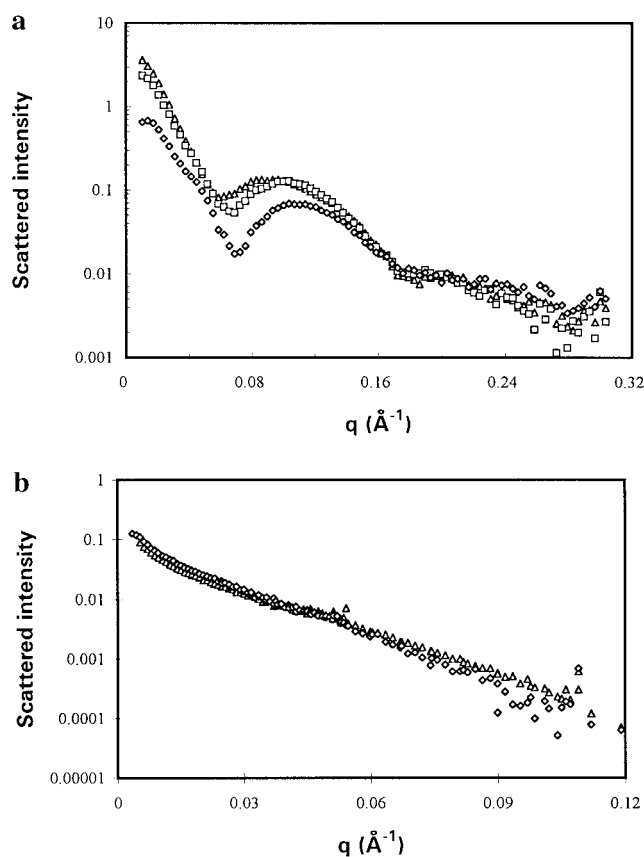 a
10
1
0.1
0.01
0.001
Scattered intensity
0 0.08 0.16 0.24 0.32
q (Å-1)
b
1
0.1
0.01
0.001
0.0001
0.00001
Scattered intensity
0 0.03 0.06 0.09 0.12
q (Å-1)